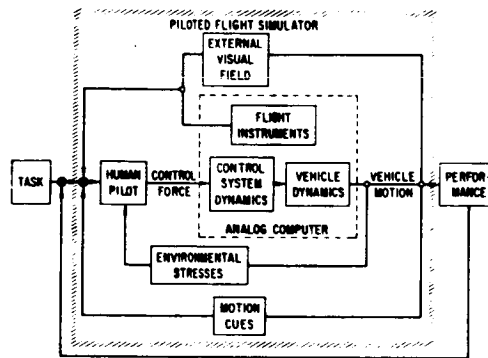 PILOTED FLIGHT SIMULATOR
EXTERNAL
VISUAL
FIELD
FLIGHT
INSTRUMENTS
TASK
HUMAN
PILOT
CONTROL
FORCE
CONTROL
SYSTEM
DYNAMICS
VEHICLE
DYNAMICS
VEHICLE
MOTION
PERFOR-
MANCE
ANALOG COMPUTER
ENVIRONMENTAL
STRESSES
MOTION
CUES